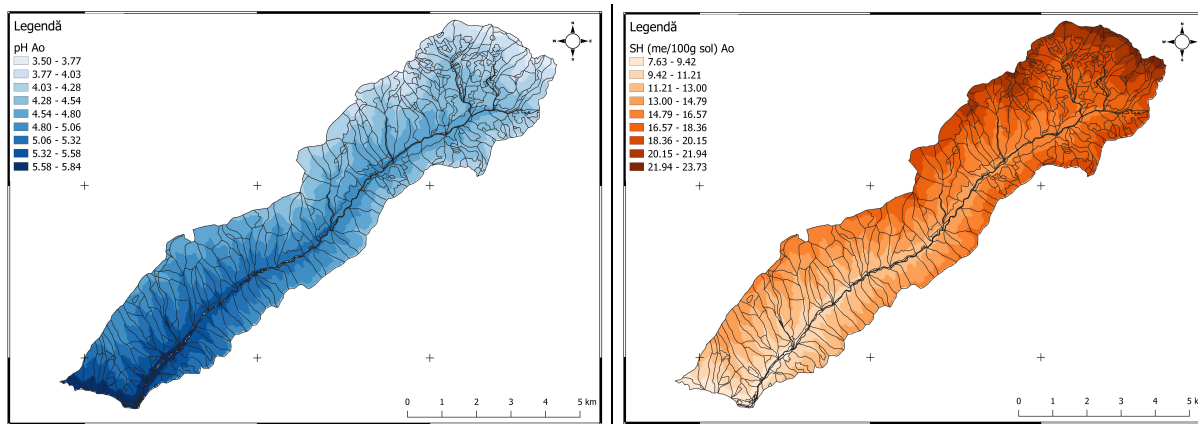 Legendă
pH Ao
3.50 - 3.77
3.77 - 4.03
4.03 - 4.28
4.28 - 4.54
4.54 - 4.80
4.80 - 5.06
5.06 - 5.32
5.32 - 5.58
5.58 - 5.84
N
W E
S
0 1 2 3 4 5 km
Legendă
SH (me/100g sol) Ao
7.63 - 9.42
9.42 - 11.21
11.21 - 13.00
13.00 - 14.79
14.79 - 16.57
16.57 - 18.36
18.36 - 20.15
20.15 - 21.94
21.94 - 23.73
N
W E
S
0 1 2 3 4 5 km